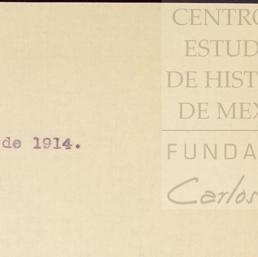 CENTRO
ESTUD
DE HIST
DE MEX
FUNDA
Carlos
de 1914.